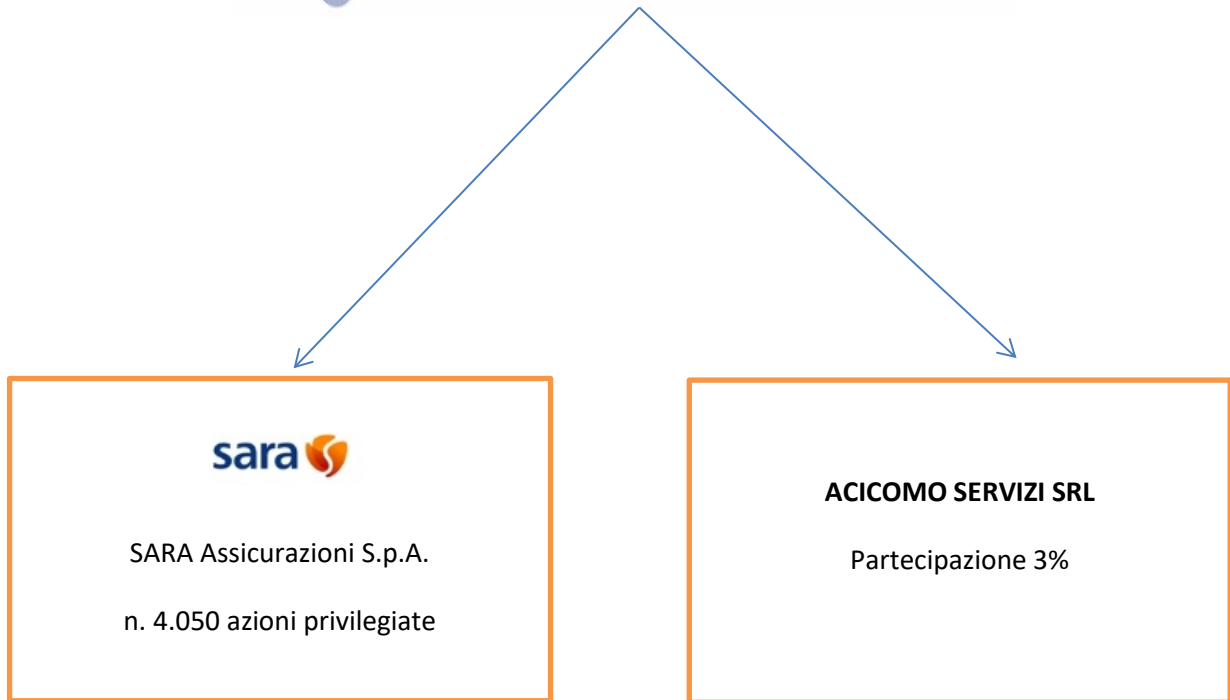 sara
SARA Assicurazioni S.p.A.
n. 4.050 azioni privilegiate
ACICOMO SERVIZI SRL
Partecipazione 3%